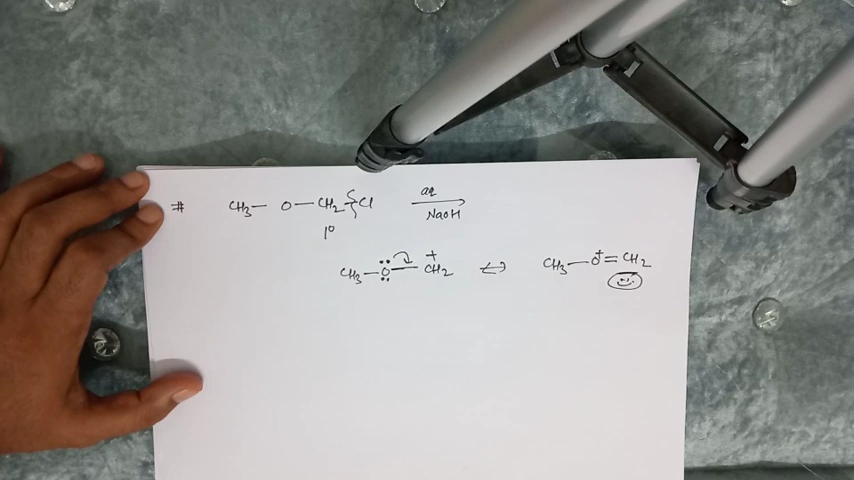 # CH3 — O — CH2 — Cl aq
NaOH
1°
CH3 — O — CH2 + ↔ CH3 — O+ = CH2